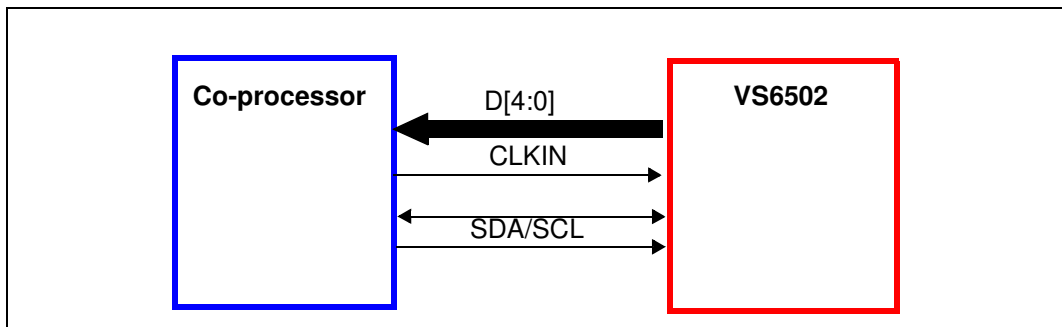 Co-processor
VS6502
D[4:0]
CLKIN
SDA/SCL